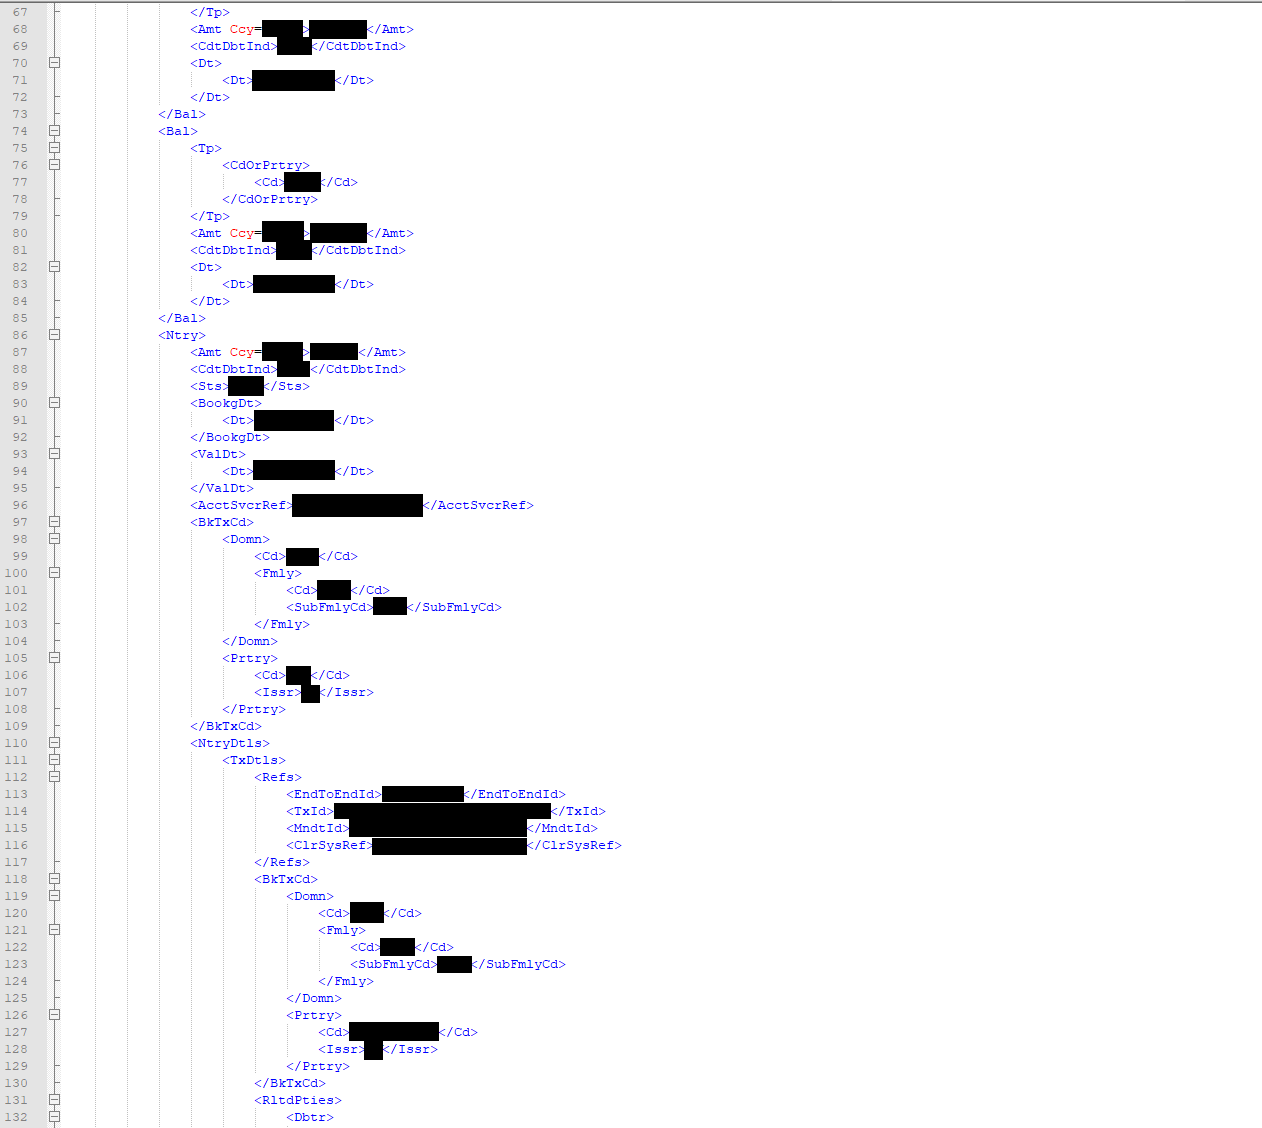 67 </Tp>
68 <Amt Ccy= > </Amt>
69 <CdtDbtInd> </CdtDbtInd>
70 <Dt>
71 <Dt> </Dt>
72 </Dt>
73 </Bal>
74 <Bal>
75 <Tp>
76 <CdOrPrtry>
77 <Cd> </Cd>
78 </CdOrPrtry>
79 </Tp>
80 <Amt Ccy= > </Amt>
81 <CdtDbtInd> </CdtDbtInd>
82 <Dt>
83 <Dt> </Dt>
84 </Dt>
85 </Bal>
86 <Ntry>
87 <Amt Ccy= > </Amt>
88 <CdtDbtInd> </CdtDbtInd>
89 <Sts> </Sts>
90 <BookgDt>
91 <Dt> </Dt>
92 </BookgDt>
93 <ValDt>
94 <Dt> </Dt>
95 </ValDt>
96 <AcctSvcrRef> </AcctSvcrRef>
97 <BkTxCd>
98 <Domn>
99 <Cd> </Cd>
100 <Fmly>
101 <Cd> </Cd>
102 <SubFmlyCd> </SubFmlyCd>
103 </Fmly>
104 </Domn>
105 <Prtry>
106 <Cd> </Cd>
107 <Issr> </Issr>
108 </Prtry>
109 </BkTxCd>
110 <NtryDtls>
111 <TxDtls>
112 <Refs>
113 <EndToEndId> </EndToEndId>
114 <TxId> </TxId>
115 <MndtId> </MndtId>
116 <ClrSysRef> </ClrSysRef>
117 </Refs>
118 <BkTxCd>
119 <Domn>
120 <Cd> </Cd>
121 <Fmly>
122 <Cd> </Cd>
123 <SubFmlyCd> </SubFmlyCd>
124 </Fmly>
125 </Domn>
126 <Prtry>
127 <Cd> </Cd>
128 <Issr> </Issr>
129 </Prtry>
130 </BkTxCd>
131 <RltdPties>
132 <Dbtr>